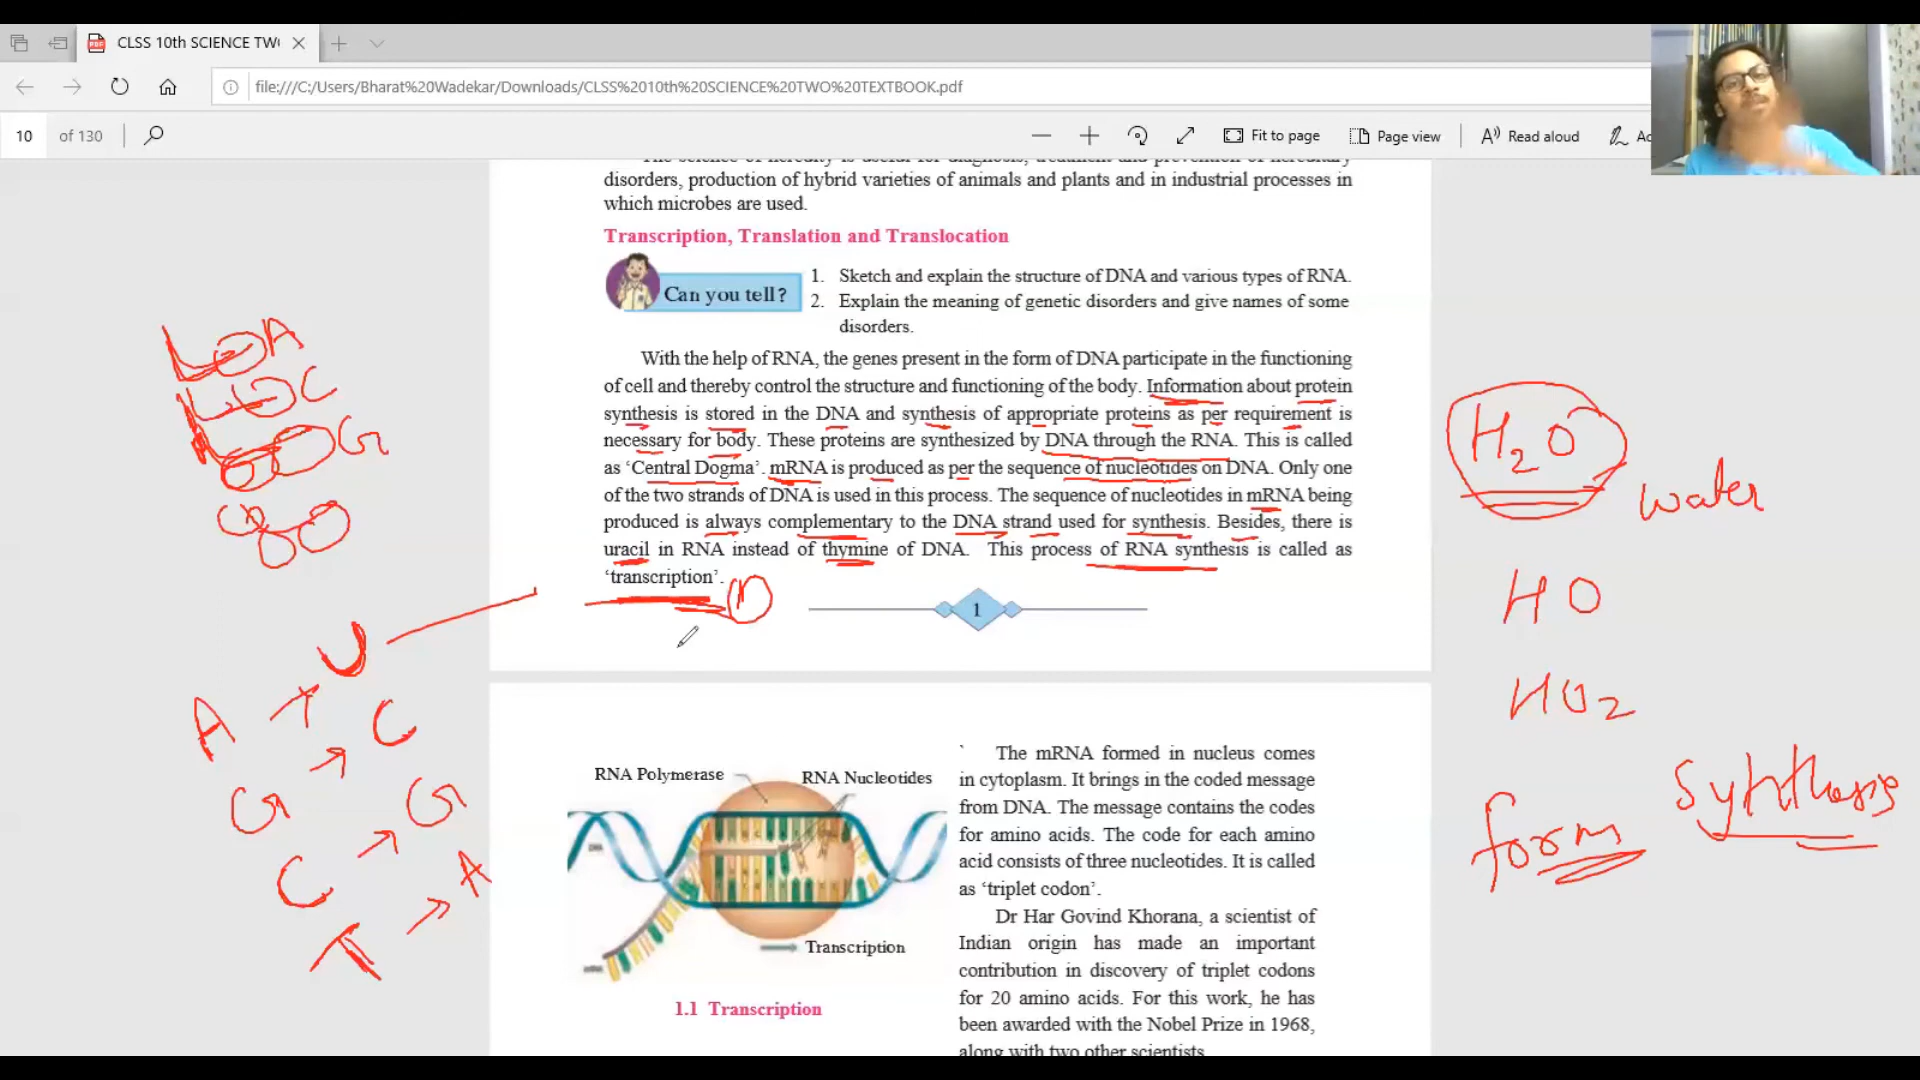 CLSS 10th SCIENCE TWO
file:///C:/Users/Bharat%20Wadekar/Downloads/CLSS%2010th%20SCIENCE%20TWO%20TEXTBOOK.pdf
10 of 130
Fit to page
Page view
Read aloud
The science of heredity is useful for diagnosis, treatment and prevention of hereditary
disorders, production of hybrid varieties of animals and plants and in industrial processes in
which microbes are used.
Transcription, Translation and Translocation
Can you tell?
1. Sketch and explain the structure of DNA and various types of RNA.
2. Explain the meaning of genetic disorders and give names of some
disorders.
With the help of RNA, the genes present in the form of DNA participate in the functioning
of cell and thereby control the structure and functioning of the body. Information about protein
synthesis is stored in the DNA and synthesis of appropriate proteins as per requirement is
necessary for body. These proteins are synthesized by DNA through the RNA. This is called
as ‘Central Dogma’. mRNA is produced as per the sequence of nucleotides on DNA. Only one
of the two strands of DNA is used in this process. The sequence of nucleotides in mRNA being
produced is always complementary to the DNA strand used for synthesis. Besides, there is
uracil in RNA instead of thymine of DNA. This process of RNA synthesis is called as
‘transcription’.
1
A
C
G
U
A
C
G
G
C
A
T
H2O
water
HO
HO2
form
Synthesis
RNA Polymerase
RNA Nucleotides
Transcription
1.1 Transcription
The mRNA formed in nucleus comes
in cytoplasm. It brings in the coded message
from DNA. The message contains the codes
for amino acids. The code for each amino
acid consists of three nucleotides. It is called
as ‘triplet codon’.
Dr Har Govind Khorana, a scientist of
Indian origin has made an important
contribution in discovery of triplet codons
for 20 amino acids. For this work, he has
been awarded with the Nobel Prize in 1968,
along with two other scientists.